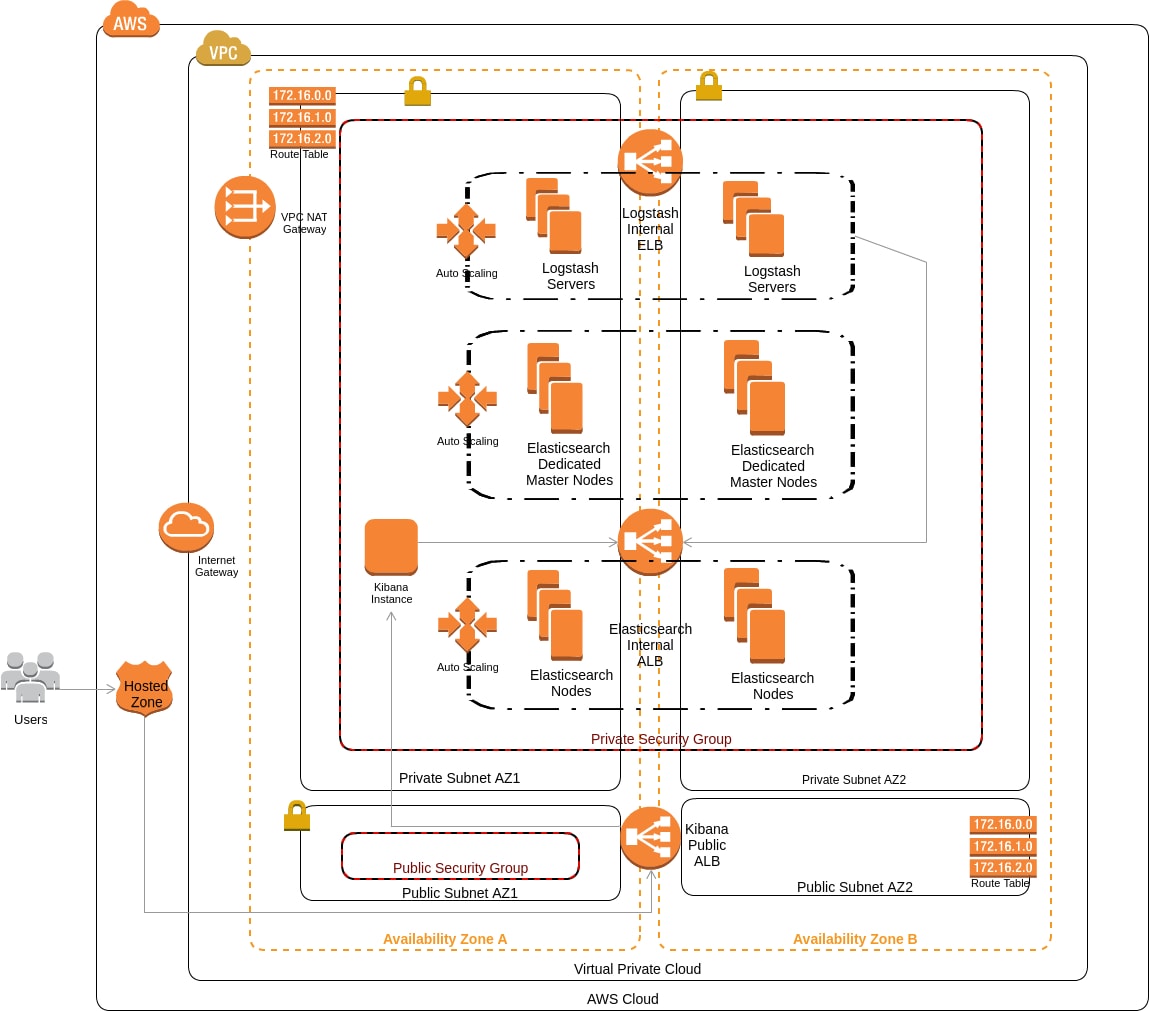 AWS
VPC
172.16.0.0
172.16.1.0
172.16.2.0
Route Table
VPC NAT
Gateway
Logstash
Internal
ELB
Auto Scaling
Logstash
Servers
Logstash
Servers
Auto Scaling
Elasticsearch
Dedicated
Master Nodes
Elasticsearch
Dedicated
Master Nodes
Internet
Gateway
Kibana
Instance
Elasticsearch
Internal
ALB
Auto Scaling
Elasticsearch
Nodes
Elasticsearch
Nodes
Users
Hosted
Zone
Private Security Group
Private Subnet AZ1
Private Subnet AZ2
Kibana
Public
ALB
172.16.0.0
172.16.1.0
172.16.2.0
Route Table
Public Security Group
Public Subnet AZ1
Public Subnet AZ2
Availability Zone A
Availability Zone B
Virtual Private Cloud
AWS Cloud